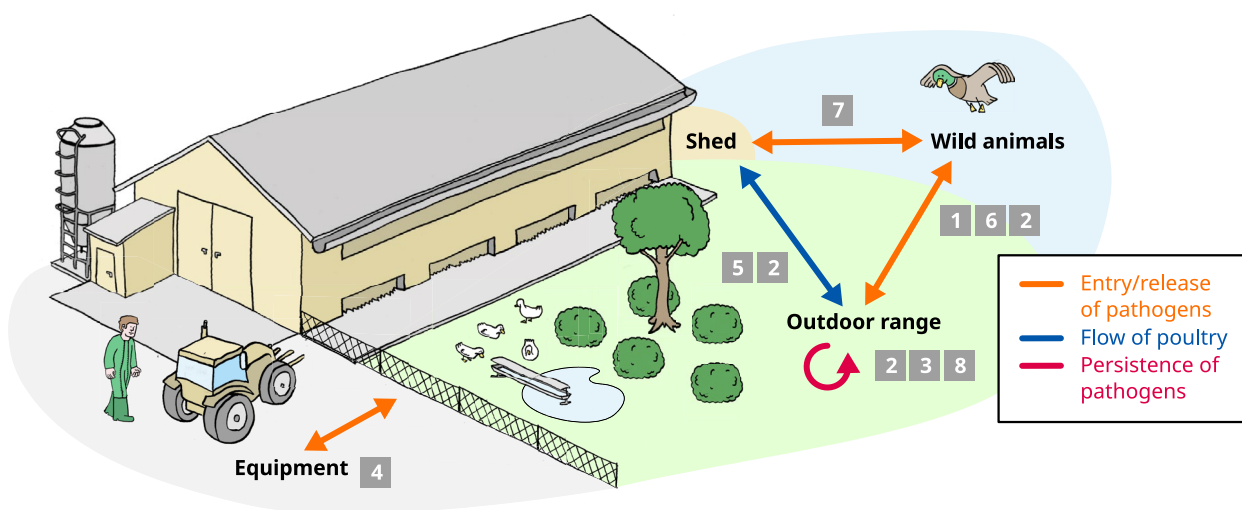 7
Shed
Wild animals
1 6 2
5 2
Entry/release
of pathogens
Outdoor range
Flow of poultry
2 3 8
Persistence of
pathogens
Equipment 4